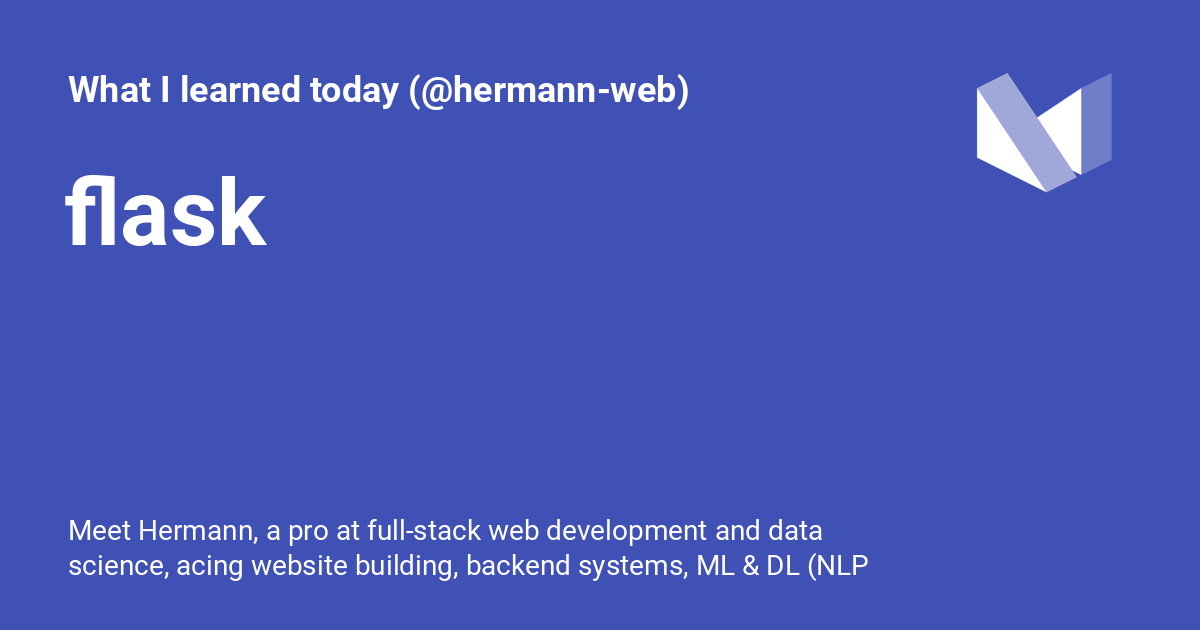 What I learned today (@hermann-web)
flask
Meet Hermann, a pro at full-stack web development and data
science, acing website building, backend systems, ML & DL (NLP